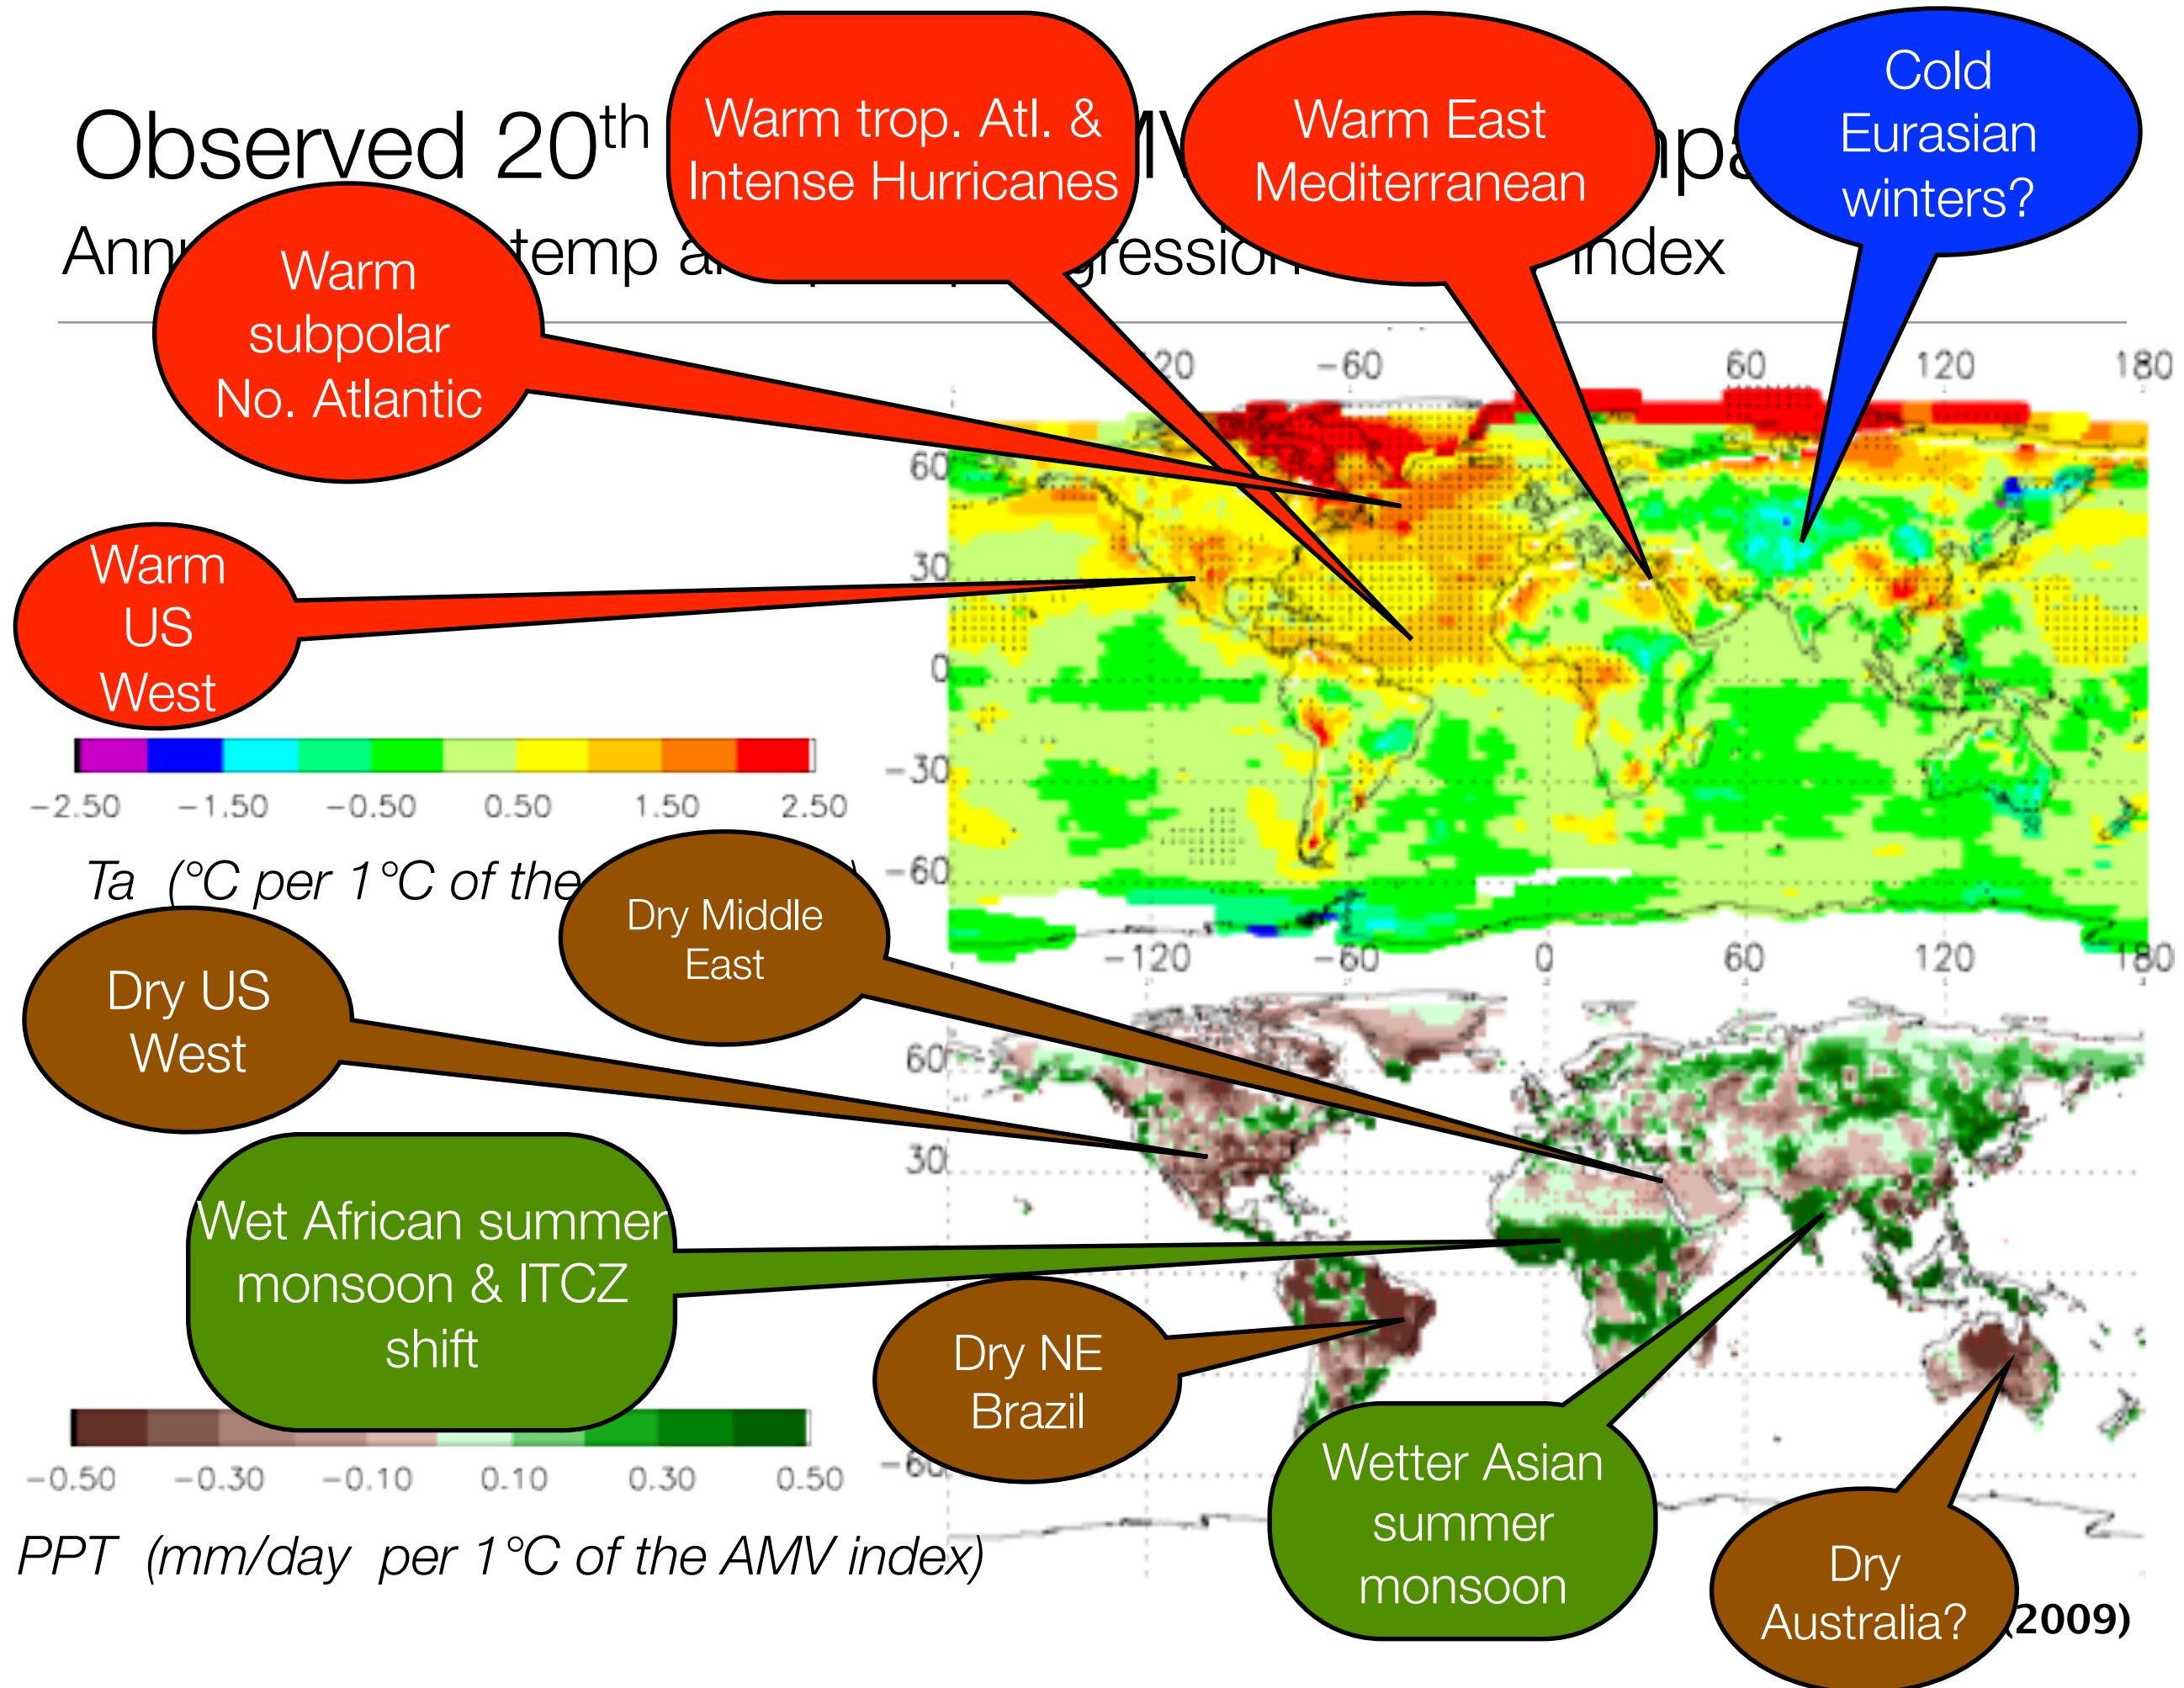 Observed 20th
Warm trop. Atl. &
Intense Hurricanes
Warm East
Mediterranean
Cold
Eurasian
winters?
temp
index
Warm
subpolar
No. Atlantic
Warm
US
West
20 -60 60 120 180
60
30
0
-30
-60
-120 -60 0 60 120 180
-2.50 -1.50 -0.50 0.50 1.50 2.50
Ta (°C per 1°C of the
Dry Middle
East
Dry US
West
60
30
Wet African summer
monsoon & ITCZ
shift
Dry NE
Brazil
Wetter Asian
summer
monsoon
Dry
Australia?
-0.50 -0.30 -0.10 0.10 0.30 0.50
-60
PPT (mm/day per 1°C of the AMV index)
(2009)